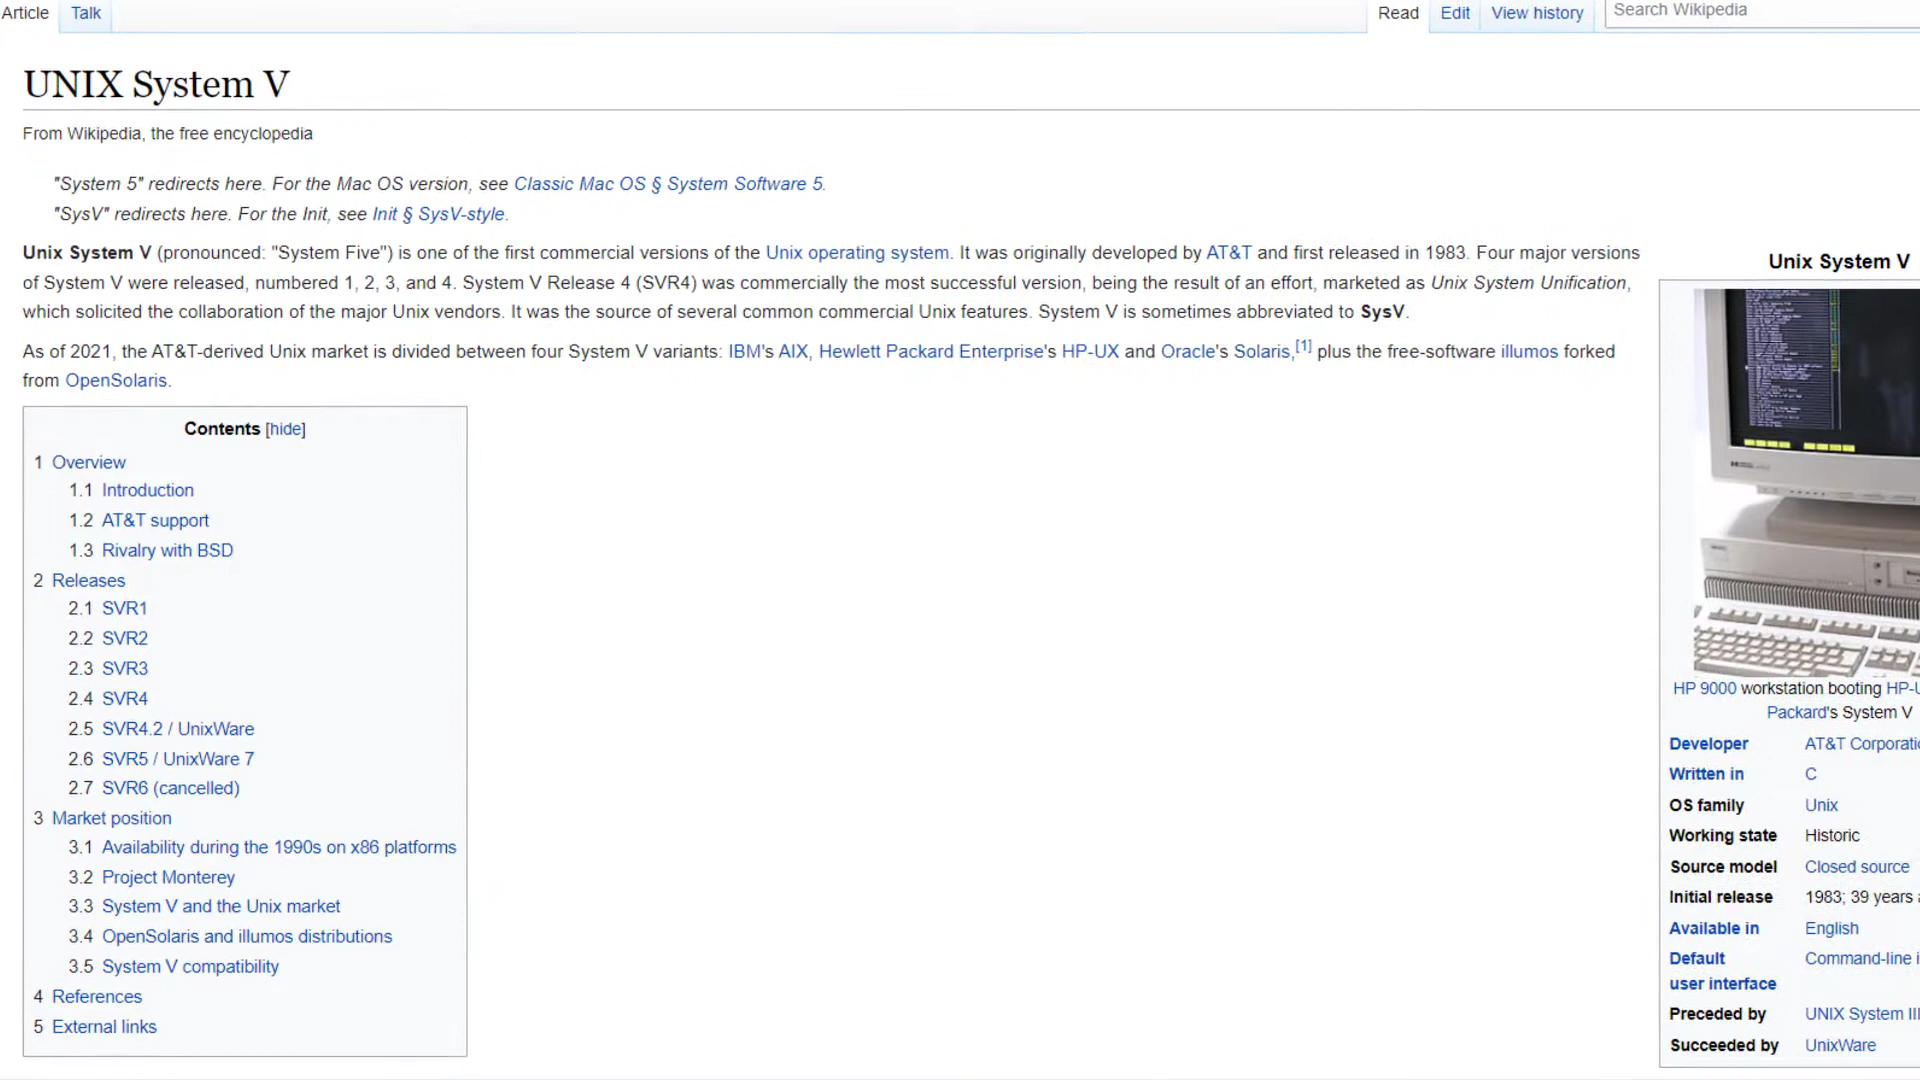 Article Talk Read Edit View history Search Wikipedia
UNIX System V
From Wikipedia, the free encyclopedia
"System 5" redirects here. For the Mac OS version, see Classic Mac OS § System Software 5.
"SysV" redirects here. For the Init, see Init § SysV-style.
Unix System V (pronounced: "System Five") is one of the first commercial versions of the Unix operating system. It was originally developed by AT&T and first released in 1983. Four major versions
of System V were released, numbered 1, 2, 3, and 4. System V Release 4 (SVR4) was commercially the most successful version, being the result of an effort, marketed as Unix System Unification,
which solicited the collaboration of the major Unix vendors. It was the source of several common commercial Unix features. System V is sometimes abbreviated to SysV.
As of 2021, the AT&T-derived Unix market is divided between four System V variants: IBM's AIX, Hewlett Packard Enterprise's HP-UX and Oracle's Solaris,[1] plus the free-software illumos forked
from OpenSolaris.
Contents [hide]
1 Overview
1.1 Introduction
1.2 AT&T support
1.3 Rivalry with BSD
2 Releases
2.1 SVR1
2.2 SVR2
2.3 SVR3
2.4 SVR4
2.5 SVR4.2 / UnixWare
2.6 SVR5 / UnixWare 7
2.7 SVR6 (cancelled)
3 Market position
3.1 Availability during the 1990s on x86 platforms
3.2 Project Monterey
3.3 System V and the Unix market
3.4 OpenSolaris and illumos distributions
3.5 System V compatibility
4 References
5 External links
Unix System V
HP 9000 workstation booting HP-U
Packard's System V
Developer AT&T Corporatio
Written in C
OS family Unix
Working state Historic
Source model Closed source
Initial release 1983; 39 years a
Available in English
Default Command-line i
user interface
Preceded by UNIX System III
Succeeded by UnixWare